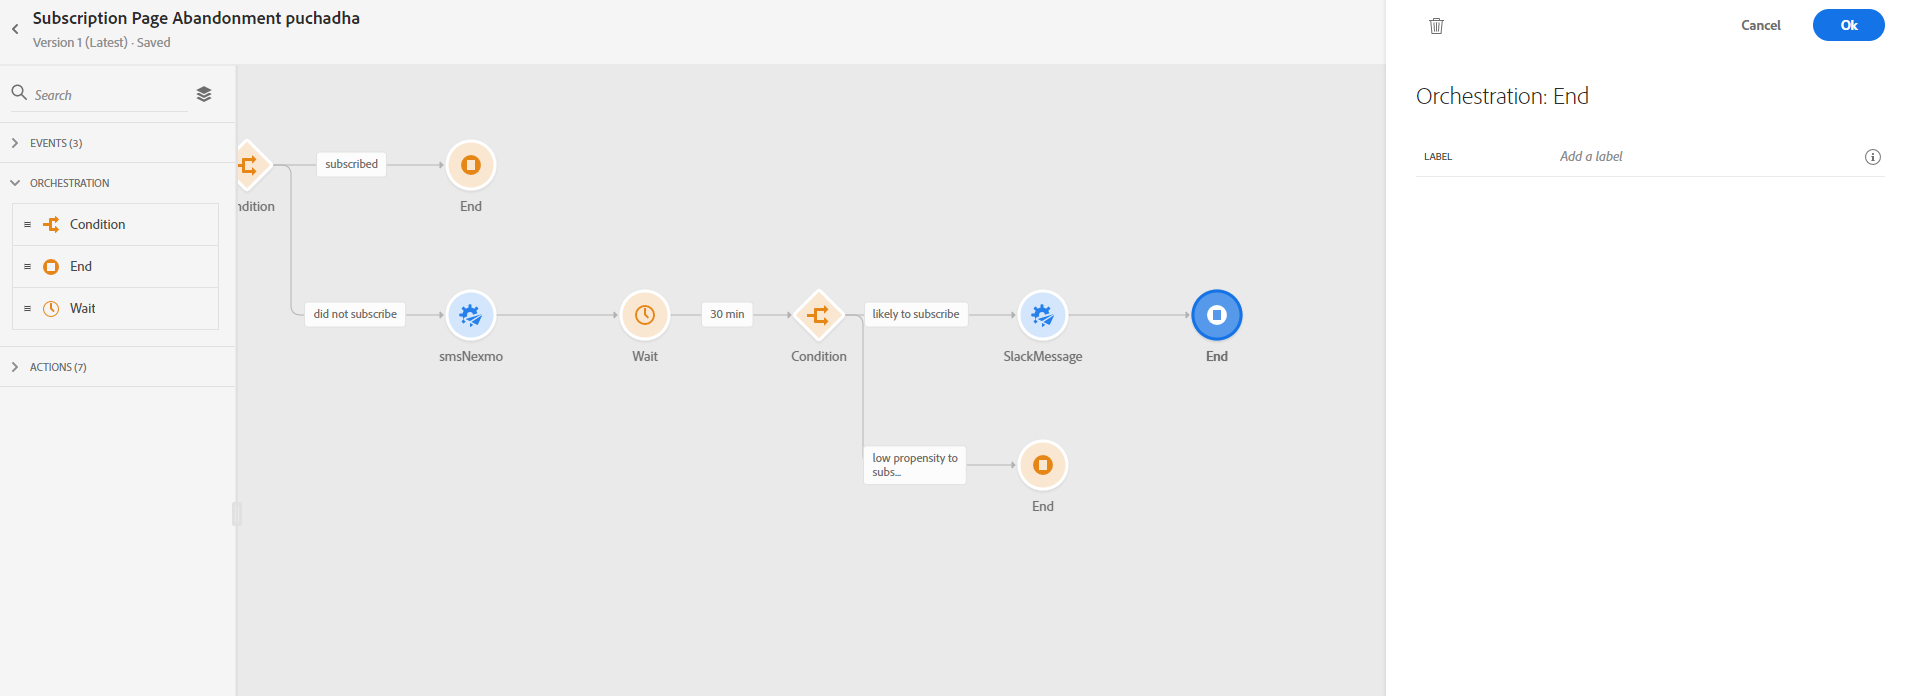 Subscription Page Abandonment puchadha
Version 1 (Latest) · Saved
Cancel
Ok
Search
EVENTS (3)
ORCHESTRATION
Condition
End
Wait
ACTIONS (7)
ndition
subscribed
End
did not subscribe
smsNexmo
Wait
30 min
Condition
likely to subscribe
SlackMessage
End
low propensity to
subs...
End
Orchestration: End
LABEL
Add a label